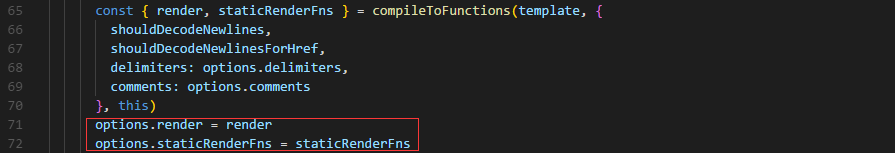 65 const { render, staticRenderFns } = compileToFunctions(template, {
66 shouldDecodeNewlines,
67 shouldDecodeNewlinesForHref,
68 delimiters: options.delimiters,
69 comments: options.comments
70 }, this)
71 options.render = render
72 options.staticRenderFns = staticRenderFns